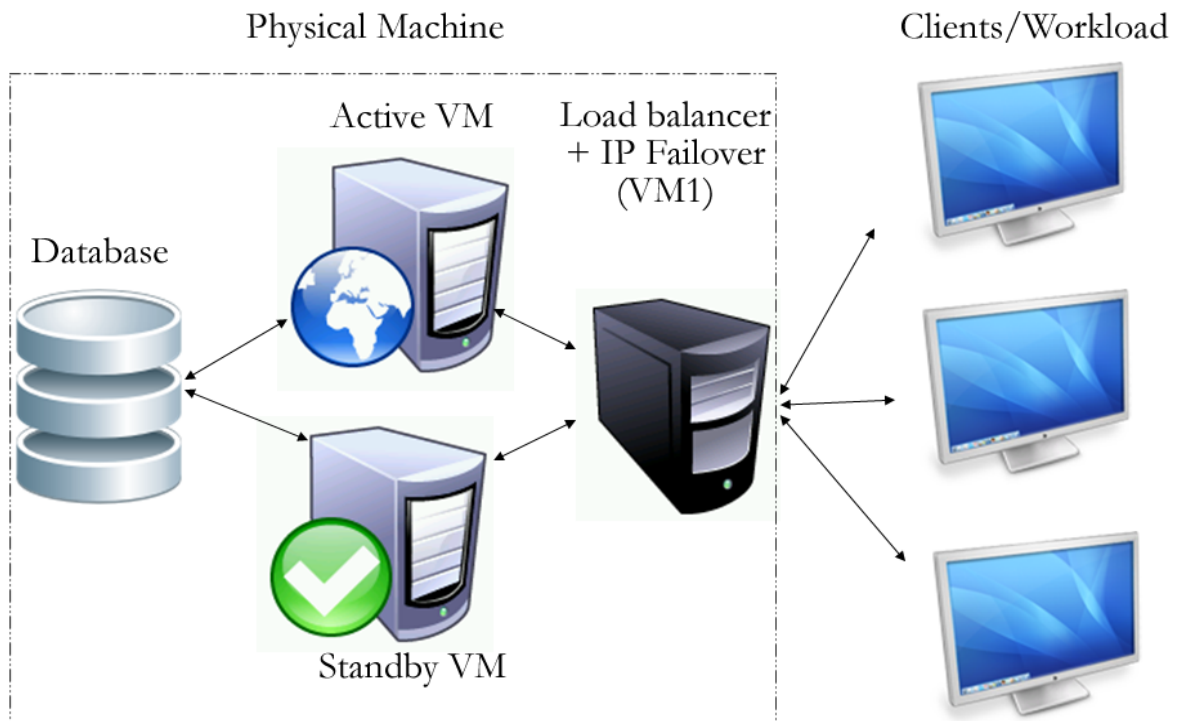 Physical Machine
Clients/Workload
Active VM
Load balancer
+ IP Failover
(VM1)
Database
Standby VM